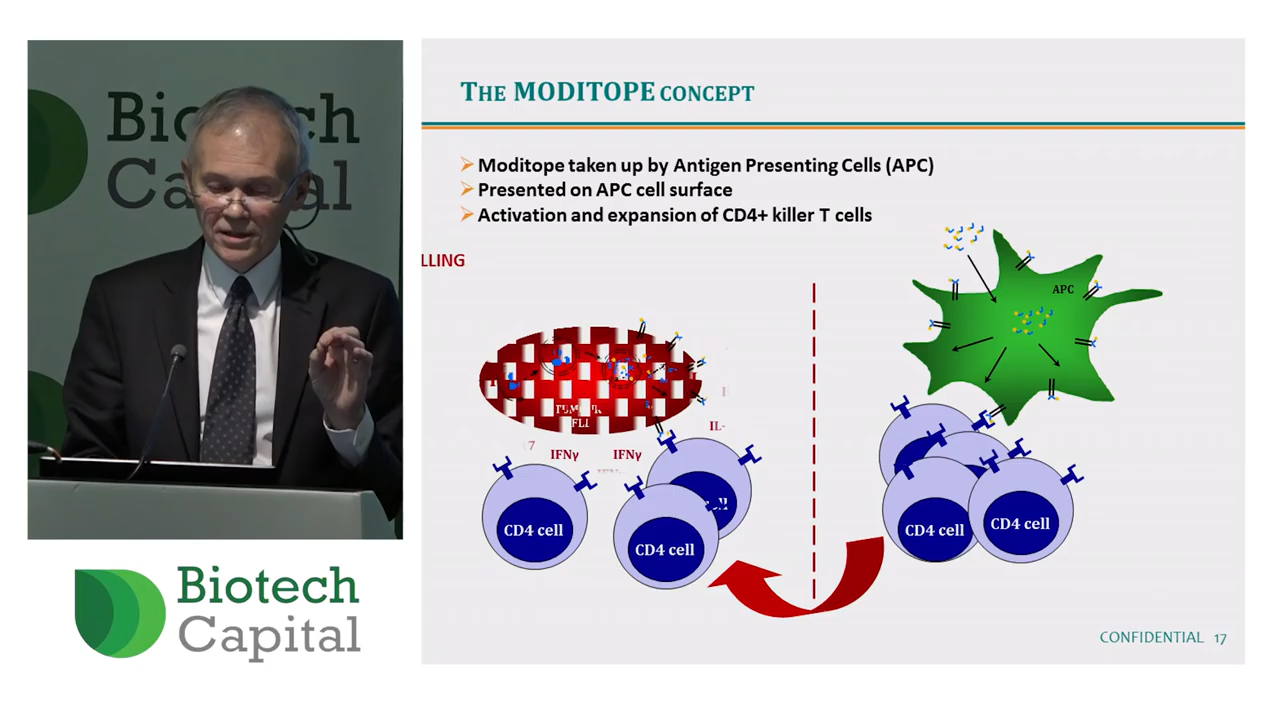 Biotech
Capital
THE MODITOPE CONCEPT
Moditope taken up by Antigen Presenting Cells (APC)
Presented on APC cell surface
Activation and expansion of CD4+ killer T cells
LLING
APC
IL-
7
IFNγ
IFNγ
CD4 cell
CD4 cell
CD4 cell
CD4 cell
Biotech
Capital
CONFIDENTIAL 17